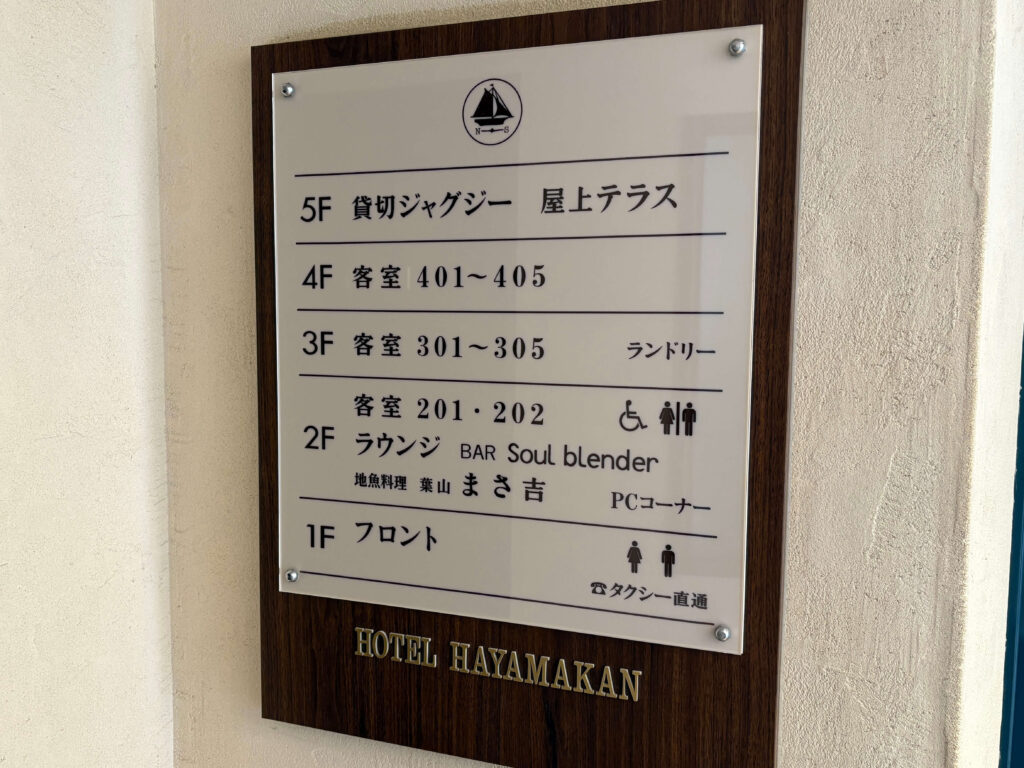 N S
5F 貸切ジャグジー 屋上テラス
4F 客室 401〜405
3F 客室 301〜305 ランドリー
客室 201・202
2F ラウンジ BAR Soul blender
地魚料理 葉山 まさ吉 PCコーナー
1F フロント
☎タクシー直通
HOTEL HAYAMAKAN